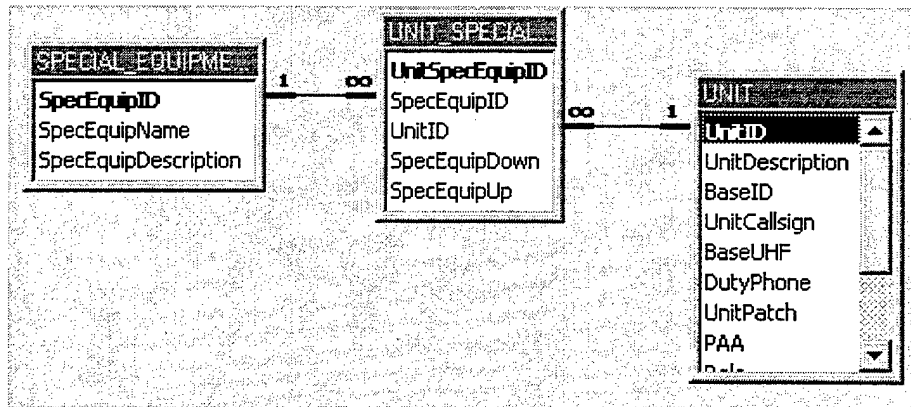 SPECIAL_EQUIPME...
SpecEquipID
SpecEquipName
SpecEquipDescription
1 ∞
UNIT_SPECIAL...
UnitSpecEquipID
SpecEquipID
UnitID
SpecEquipDown
SpecEquipUp
∞ 1
UNIT
UnitID
UnitDescription
BaseID
UnitCallsign
BaseUHF
DutyPhone
UnitPatch
PAA